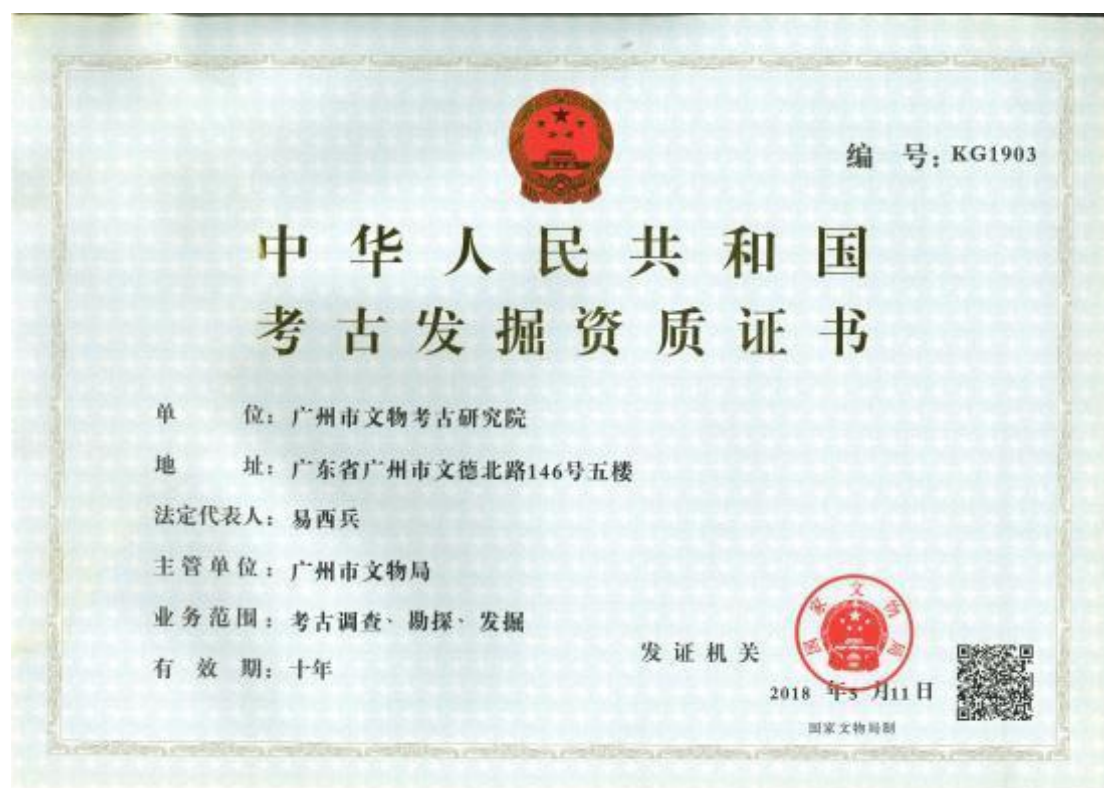 编 号：KG1903
中华人民共和国
考古发掘资质证书
单 位：广州市文物考古研究院
地 址：广东省广州市文德北路146号五楼
法定代表人：易西兵
主管单位：广州市文物局
业务范围：考古调查、勘探、发掘
有 效 期：十年
发证机关
国家文物局
2018 年5 月11日
国家文物局制